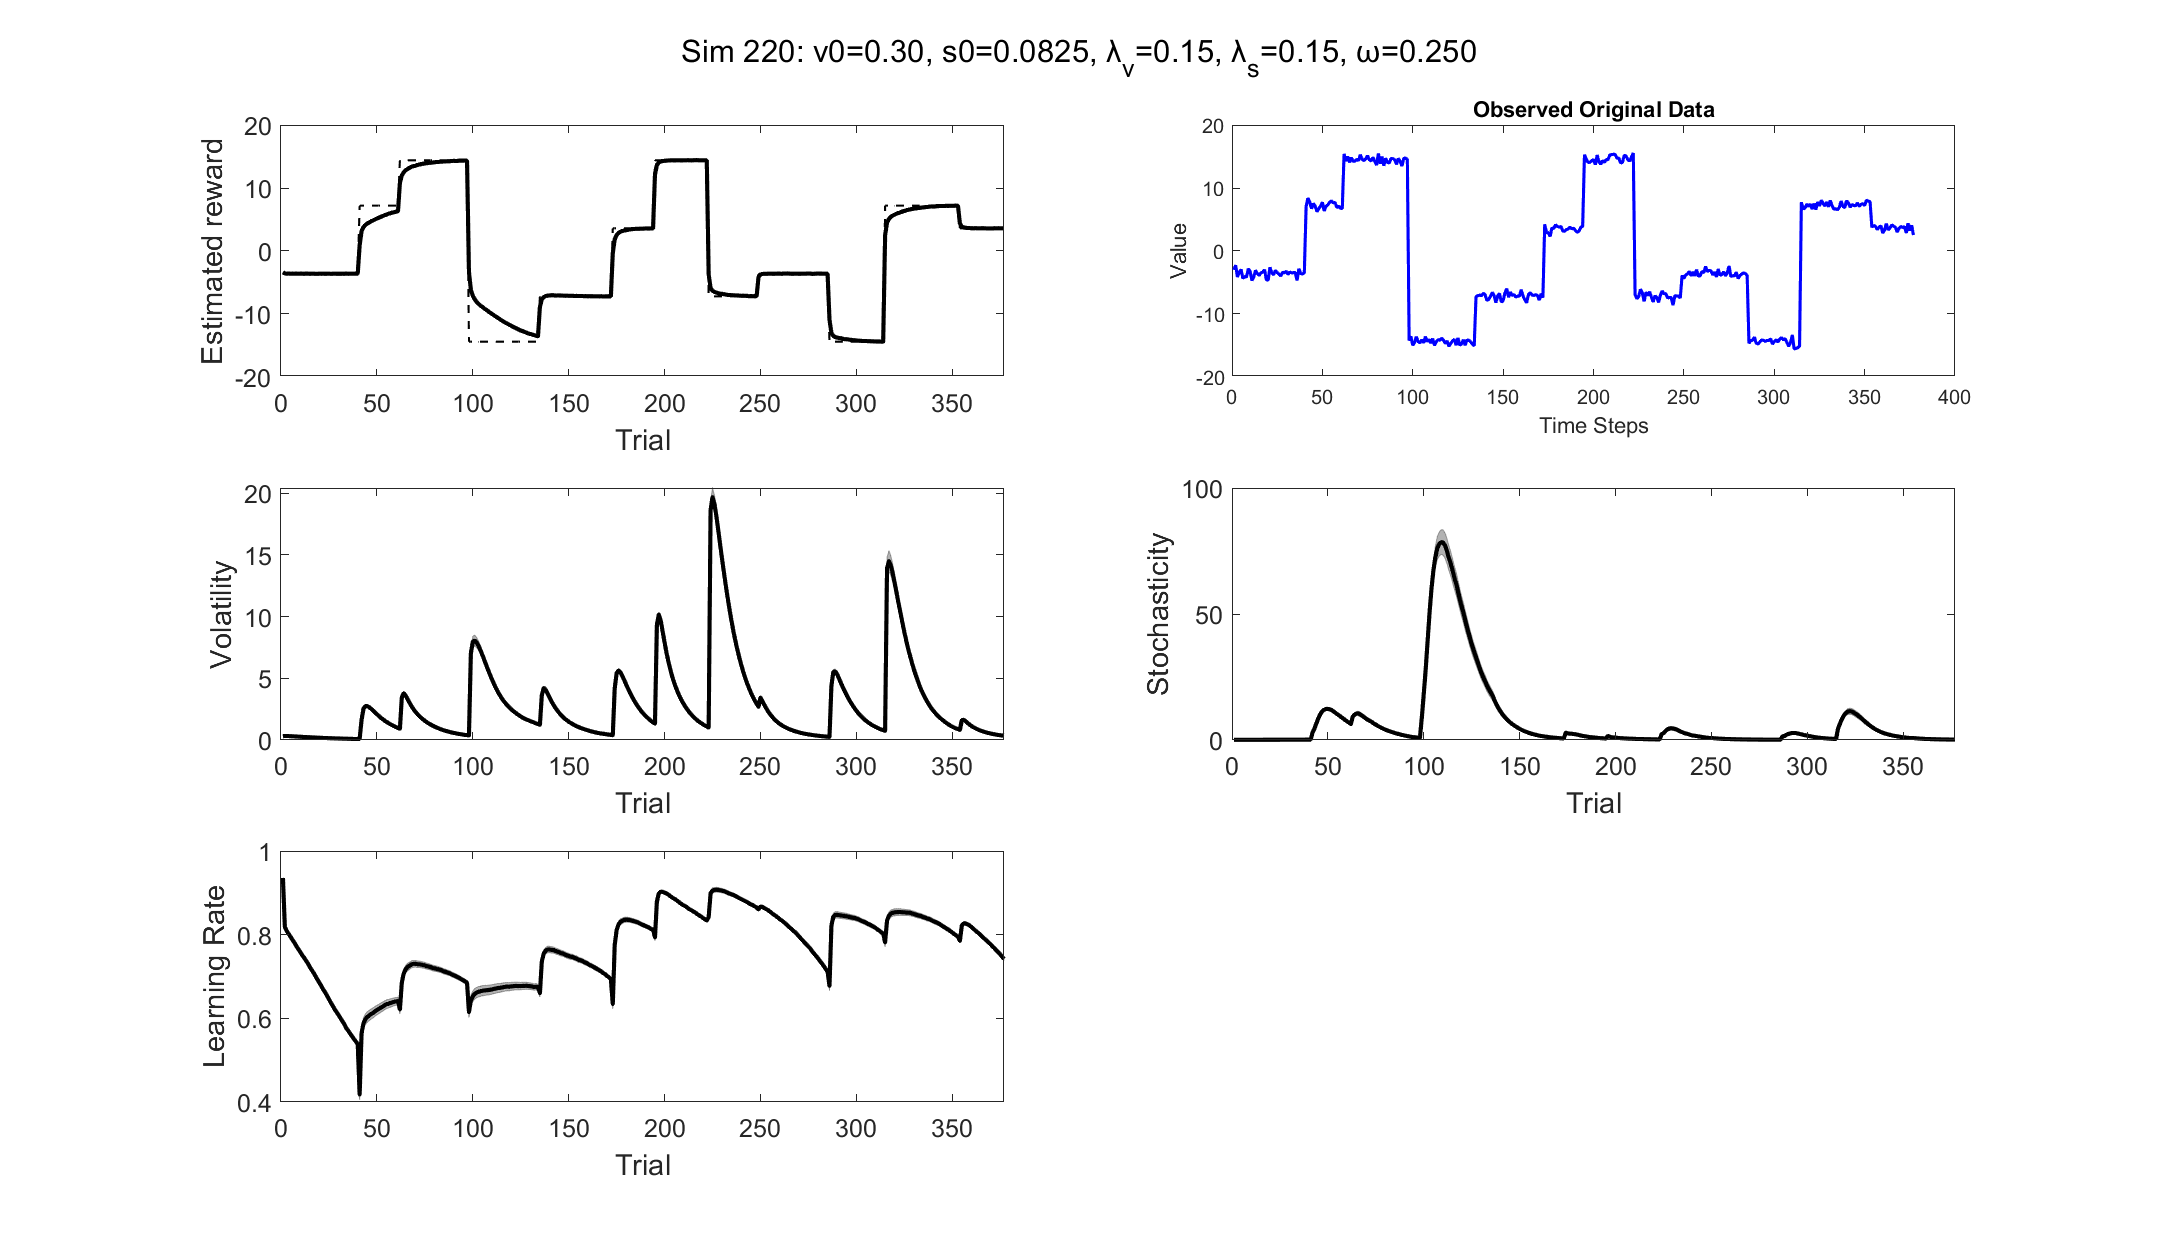 Sim 220: v0=0.30, s0=0.0825, λv=0.15, λs=0.15, ω=0.250
20
10
0
-10
-20
Estimated reward
0 50 100 150 200 250 300 350
Trial
Observed Original Data
20
10
0
-10
-20
Value
0 50 100 150 200 250 300 350 400
Time Steps
20
15
10
5
0
Volatility
0 50 100 150 200 250 300 350
Trial
100
50
0
Stochasticity
0 50 100 150 200 250 300 350
Trial
1
0.8
0.6
0.4
Learning Rate
0 50 100 150 200 250 300 350
Trial